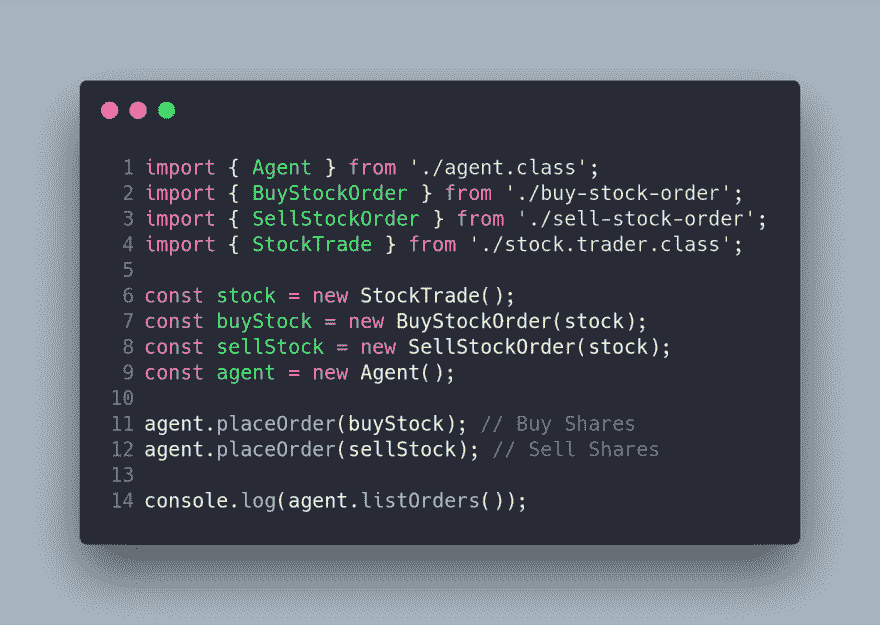 1 import { Agent } from './agent.class';
2 import { BuyStockOrder } from './buy-stock-order';
3 import { SellStockOrder } from './sell-stock-order';
4 import { StockTrade } from './stock.trader.class';
5
6 const stock = new StockTrade();
7 const buyStock = new BuyStockOrder(stock);
8 const sellStock = new SellStockOrder(stock);
9 const agent = new Agent();
10
11 agent.placeOrder(buyStock); // Buy Shares
12 agent.placeOrder(sellStock); // Sell Shares
13
14 console.log(agent.listOrders());